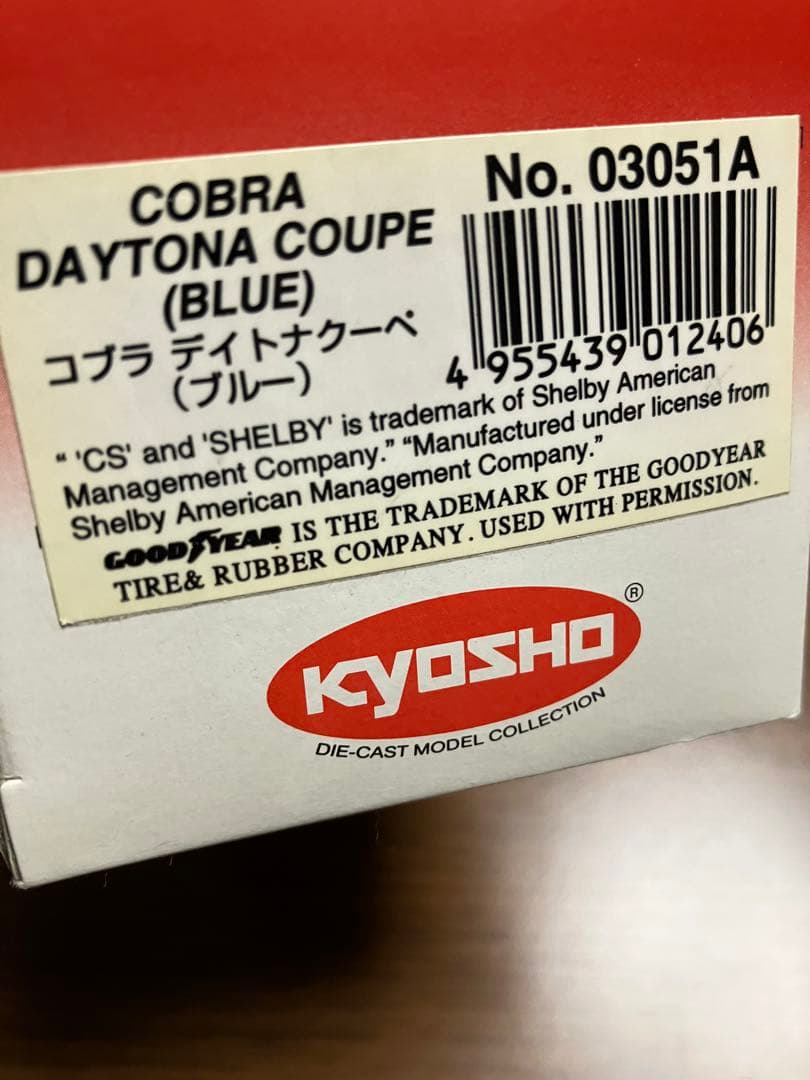 COBRA
DAYTONA COUPE
(BLUE)
コブラ デイトナクーペ
(ブルー)
No. 03051A
4 955439 012406
“ 'CS' and 'SHELBY' is trademark of Shelby American
Management Company.” “Manufactured under license from
Shelby American Management Company.”
GOODYEAR IS THE TRADEMARK OF THE GOODYEAR
TIRE& RUBBER COMPANY. USED WITH PERMISSION.
KYOSHO ®
DIE-CAST MODEL COLLECTION